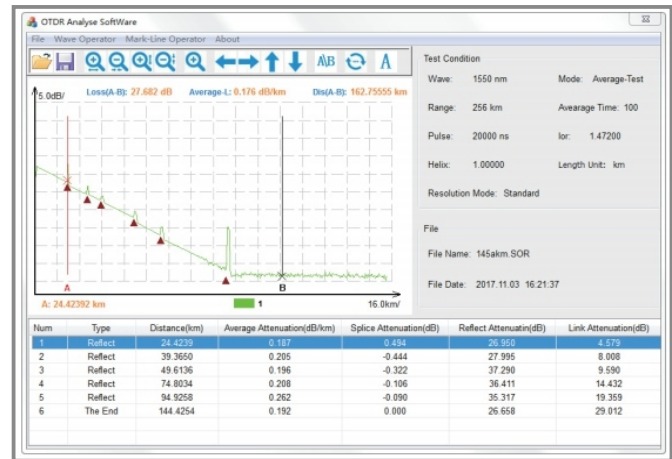 OTDR Analyse SoftWare
File Wave Operator Mark-Line Operator About
A\B A
5.0dB/ Loss(A-B): 27.682 dB Average-L: 0.176 dB/km Dis(A-B): 162.75555 km
A B
A: 24.42392 km 1 16.0km/
Test Condition
Wave: 1550 nm Mode: Average-Test
Range: 256 km Avearage Time: 100
Pulse: 20000 ns Ior: 1.47200
Helix: 1.00000 Length Unit: km
Resolution Mode: Standard
File
File Name: 145akm.SOR
File Date: 2017.11.03 16:21:37
Num Type Distance(km) Average Attenuation(dB/km) Splice Attenuation(dB) Reflect Attenuatin(dB) Link Attenuation(dB)
1 Reflect 24.4239 0.187 0.494 26.950 4.579
2 Reflect 39.3650 0.205 -0.444 27.995 8.008
3 Reflect 49.6136 0.196 -0.322 37.290 9.590
4 Reflect 74.8034 0.208 -0.106 36.411 14.432
5 Reflect 94.9258 0.262 -0.090 35.317 19.359
6 The End 144.4254 0.192 0.000 26.658 29.012